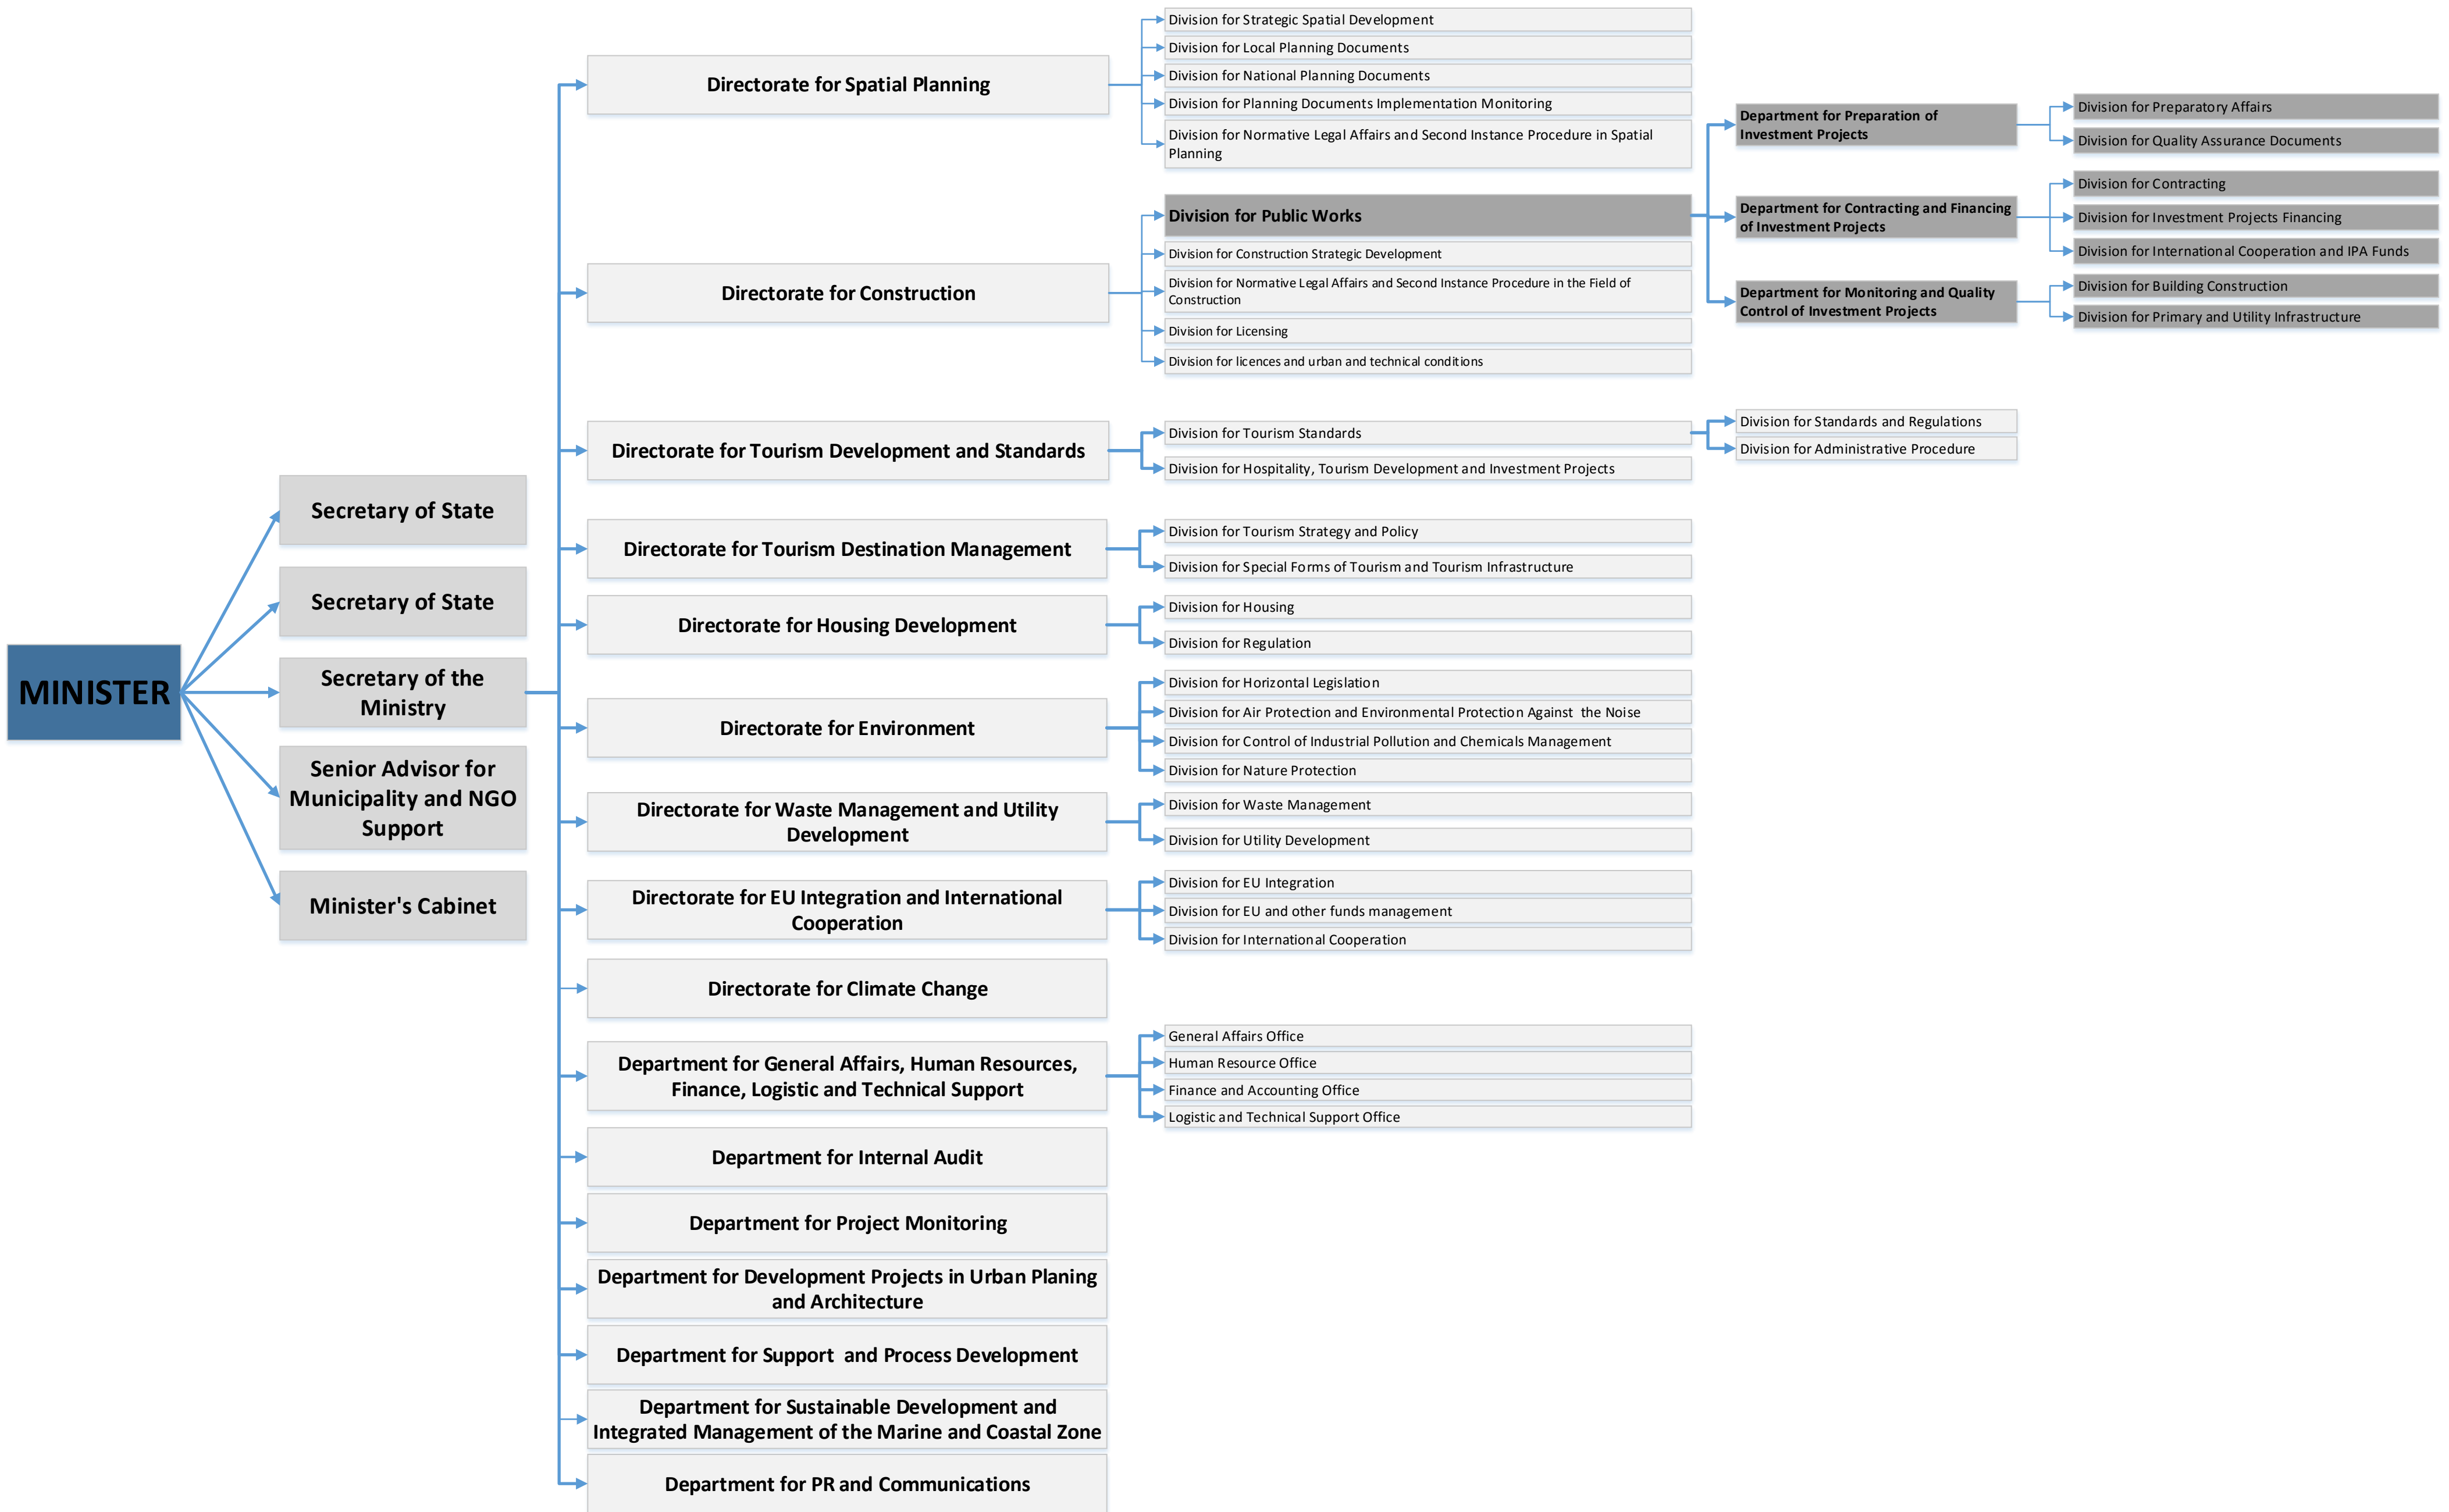 MINISTER
Secretary of State
Secretary of State
Secretary of the
Ministry
Senior Advisor for
Municipality and NGO
Support
Minister's Cabinet
Directorate for Spatial Planning
Division for Strategic Spatial Development
Division for Local Planning Documents
Division for National Planning Documents
Division for Planning Documents Implementation Monitoring
Division for Normative Legal Affairs and Second Instance Procedure in Spatial
Planning
Directorate for Construction
Division for Public Works
Division for Construction Strategic Development
Division for Normative Legal Affairs and Second Instance Procedure in the Field of
Construction
Division for Licensing
Division for licences and urban and technical conditions
Department for Preparation of
Investment Projects
Division for Preparatory Affairs
Division for Quality Assurance Documents
Department for Contracting and Financing
of Investment Projects
Division for Contracting
Division for Investment Projects Financing
Division for International Cooperation and IPA Funds
Department for Monitoring and Quality
Control of Investment Projects
Division for Building Construction
Division for Primary and Utility Infrastructure
Directorate for Tourism Development and Standards
Division for Tourism Standards
Division for Hospitality, Tourism Development and Investment Projects
Division for Standards and Regulations
Division for Administrative Procedure
Directorate for Tourism Destination Management
Division for Tourism Strategy and Policy
Division for Special Forms of Tourism and Tourism Infrastructure
Directorate for Housing Development
Division for Housing
Division for Regulation
Directorate for Environment
Division for Horizontal Legislation
Division for Air Protection and Environmental Protection Against  the Noise
Division for Control of Industrial Pollution and Chemicals Management
Division for Nature Protection
Directorate for Waste Management and Utility
Development
Division for Waste Management
Division for Utility Development
Directorate for EU Integration and International
Cooperation
Division for EU Integration
Division for EU and other funds management
Division for International Cooperation
Directorate for Climate Change
Department for General Affairs, Human Resources,
Finance, Logistic and Technical Support
General Affairs Office
Human Resource Office
Finance and Accounting Office
Logistic and Technical Support Office
Department for Internal Audit
Department for Project Monitoring
Department for Development Projects in Urban Planing
and Architecture
Department for Support  and Process Development
Department for Sustainable Development and
Integrated Management of the Marine and Coastal Zone
Department for PR and Communications